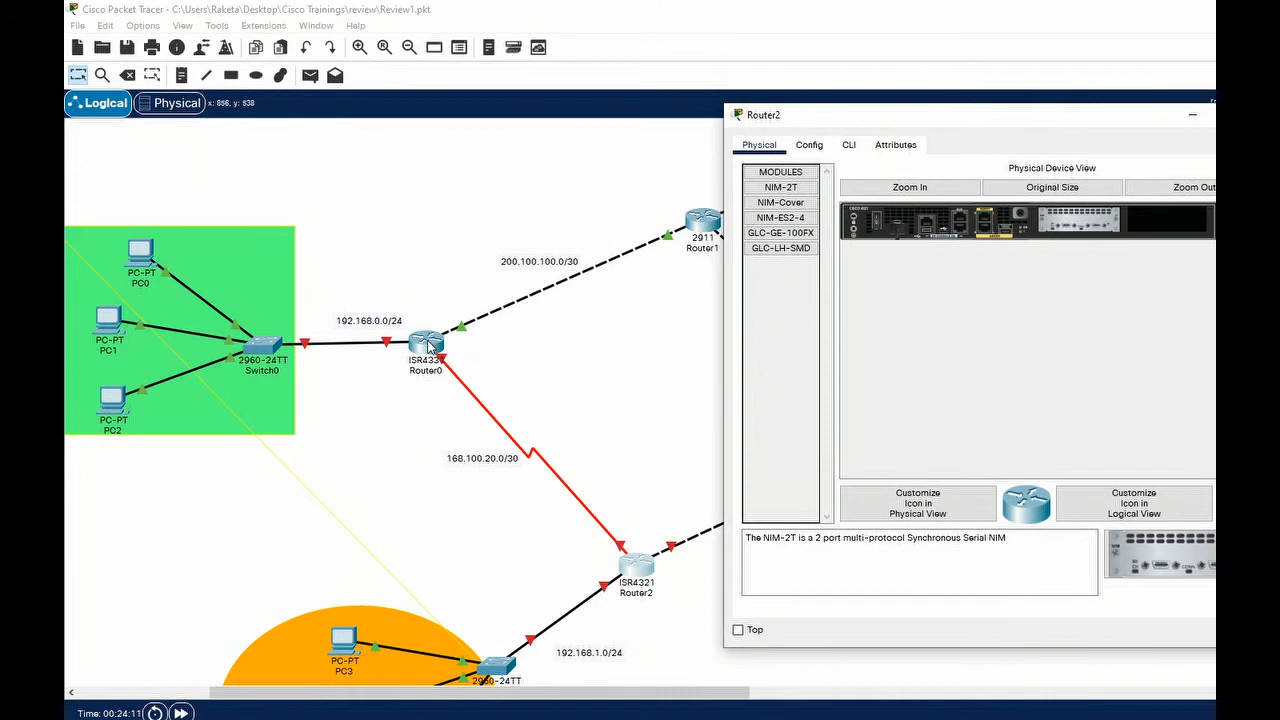 Cisco Packet Tracer - C:\Users\Raketa\Desktop\Cisco Trainings\review\Review1.pkt
File Edit Options View Tools Extensions Window Help
Logical Physical x: 856, y: 538
Router2
Physical Config CLI Attributes
MODULES
NIM-2T
NIM-Cover
NIM-ES2-4
GLC-GE-100FX
GLC-LH-SMD
Physical Device View
Zoom In Original Size Zoom Out
Customize
Icon in
Physical View
Customize
Icon in
Logical View
The NIM-2T is a 2 port multi-protocol Synchronous Serial NIM
Top
2911
Router1
200.100.100.0/30
PC-PT
PC0
192.168.0.0/24
PC-PT
PC1
2960-24TT
Switch0
Router0
PC-PT
PC2
168.100.20.0/30
ISR4321
Router2
192.168.1.0/24
PC-PT
PC3
2960-24TT
Time: 00:24:11